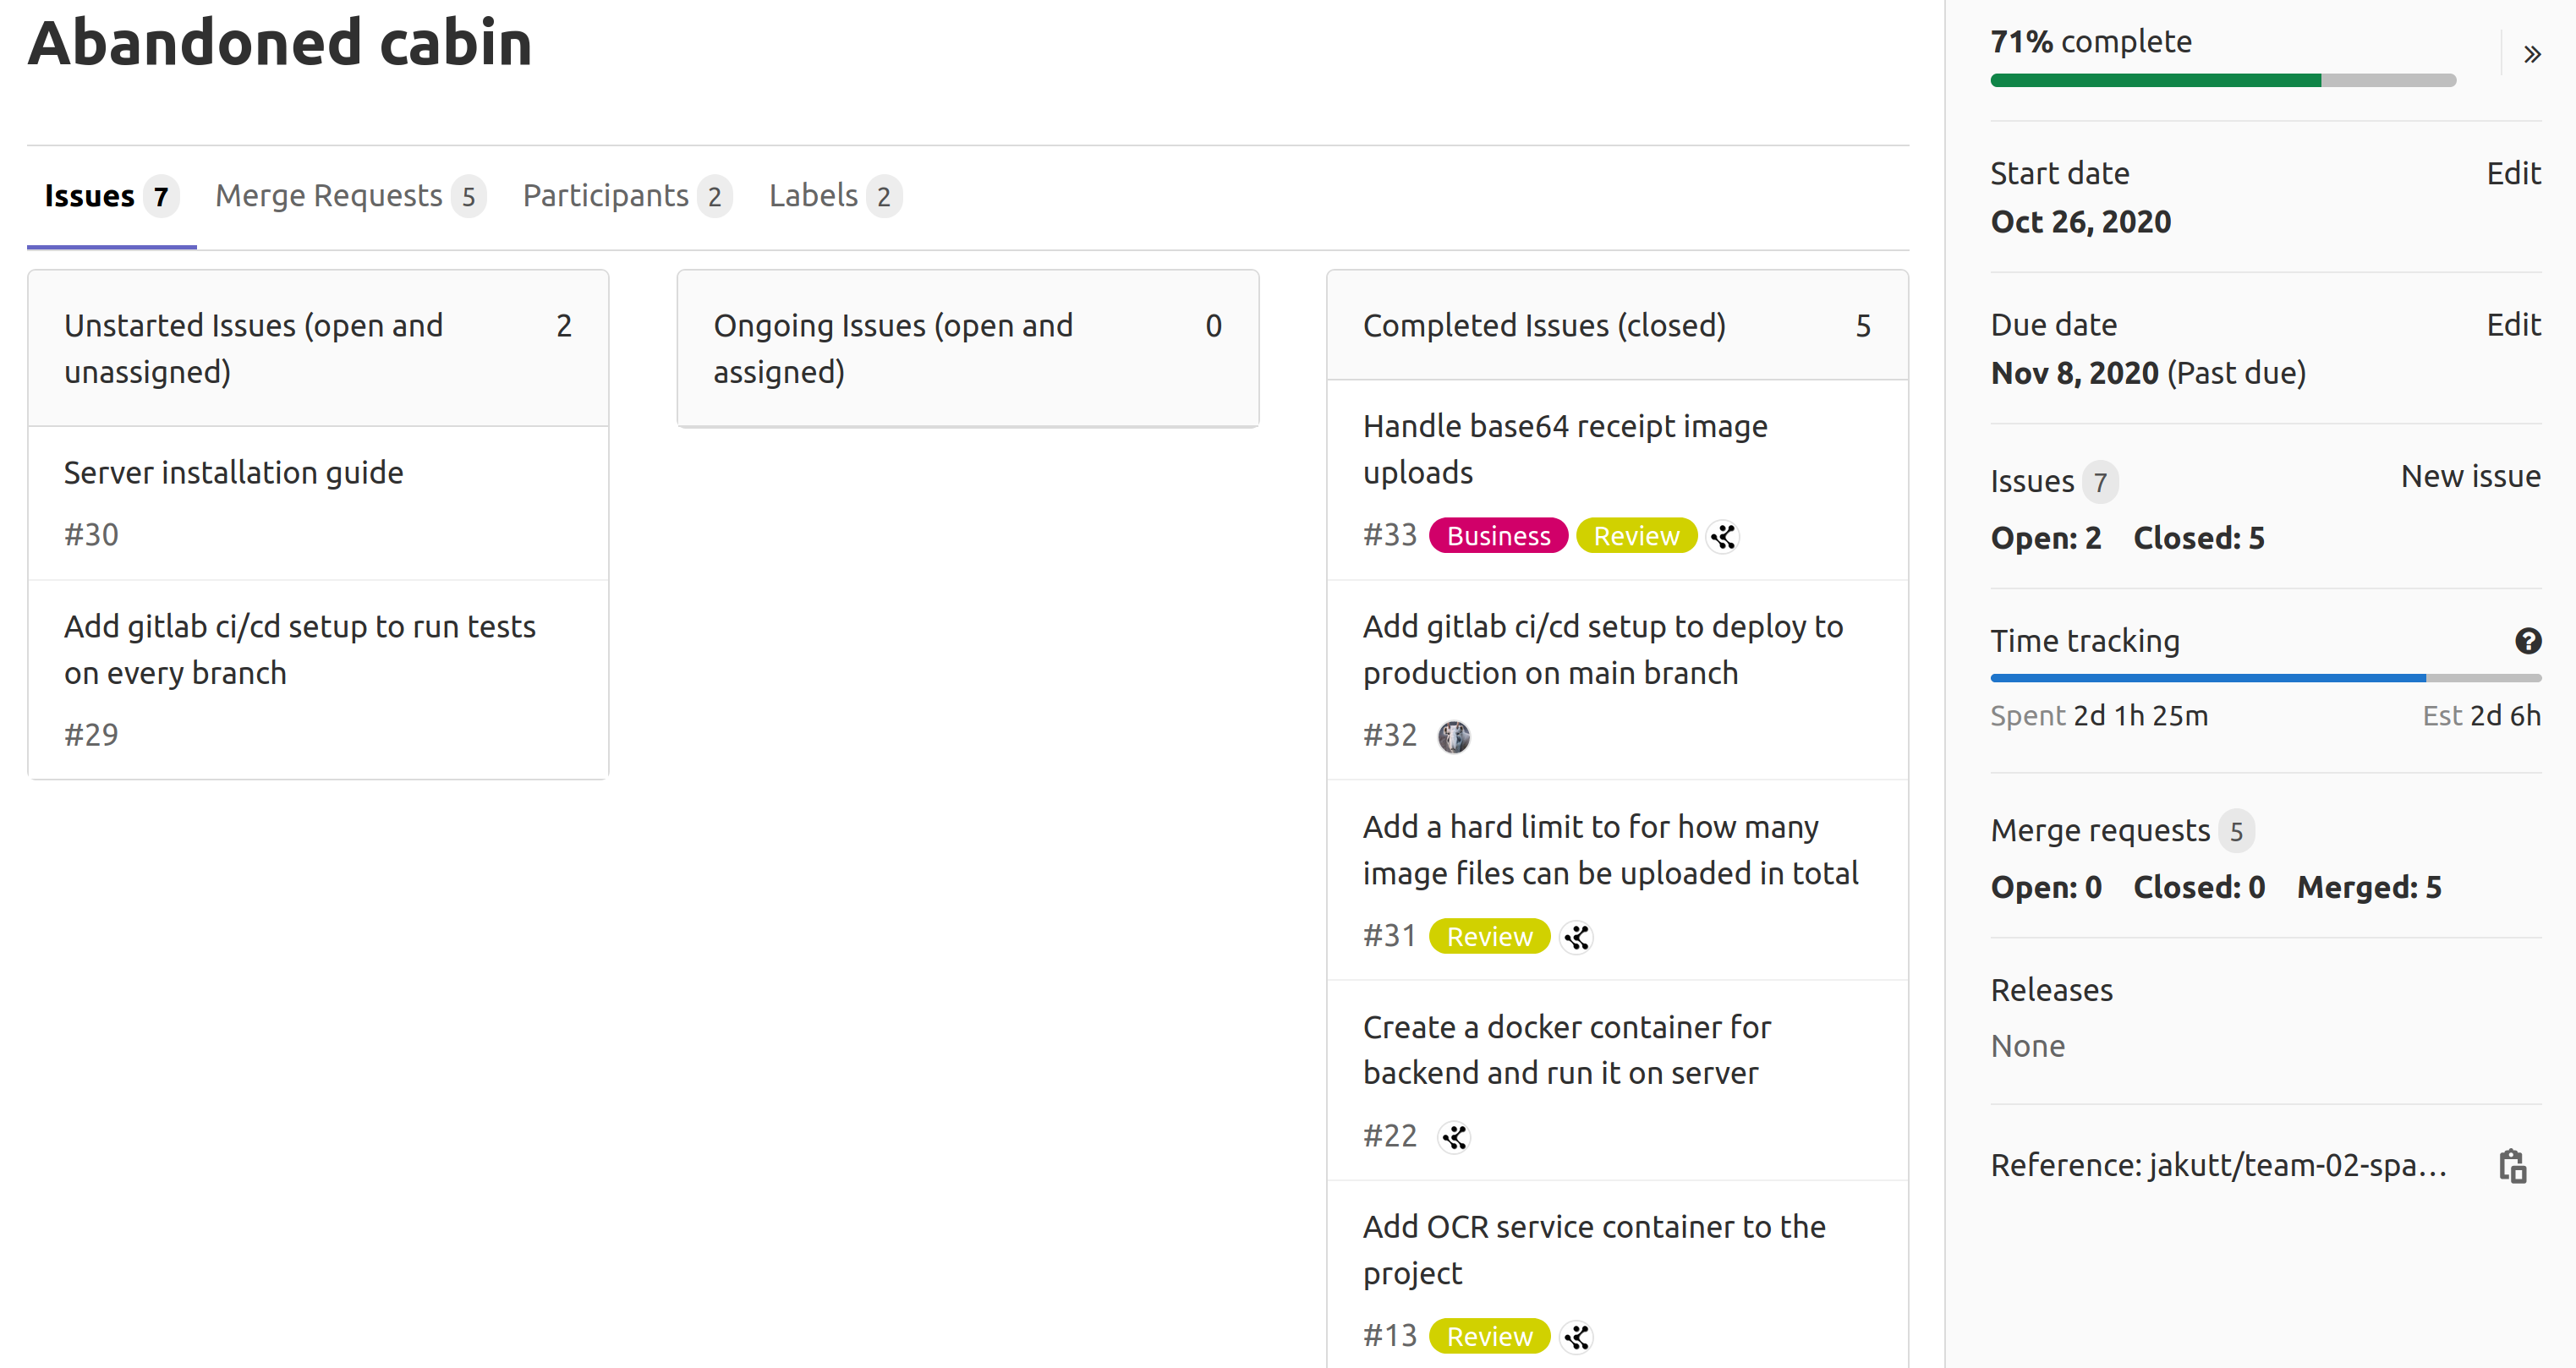 Abandoned cabin
Issues 7 Merge Requests 5 Participants 2 Labels 2
Unstarted Issues (open and 2
unassigned)
Server installation guide
#30
Add gitlab ci/cd setup to run tests
on every branch
#29
Ongoing Issues (open and 0
assigned)
Completed Issues (closed) 5
Handle base64 receipt image
uploads
#33 Business Review
Add gitlab ci/cd setup to deploy to
production on main branch
#32
Add a hard limit to for how many
image files can be uploaded in total
#31 Review
Create a docker container for
backend and run it on server
#22
Add OCR service container to the
project
#13 Review
71% complete
Start date Edit
Oct 26, 2020
Due date Edit
Nov 8, 2020 (Past due)
Issues 7 New issue
Open: 2 Closed: 5
Time tracking
Spent 2d 1h 25m Est 2d 6h
Merge requests 5
Open: 0 Closed: 0 Merged: 5
Releases
None
Reference: jakutt/team-02-spa...